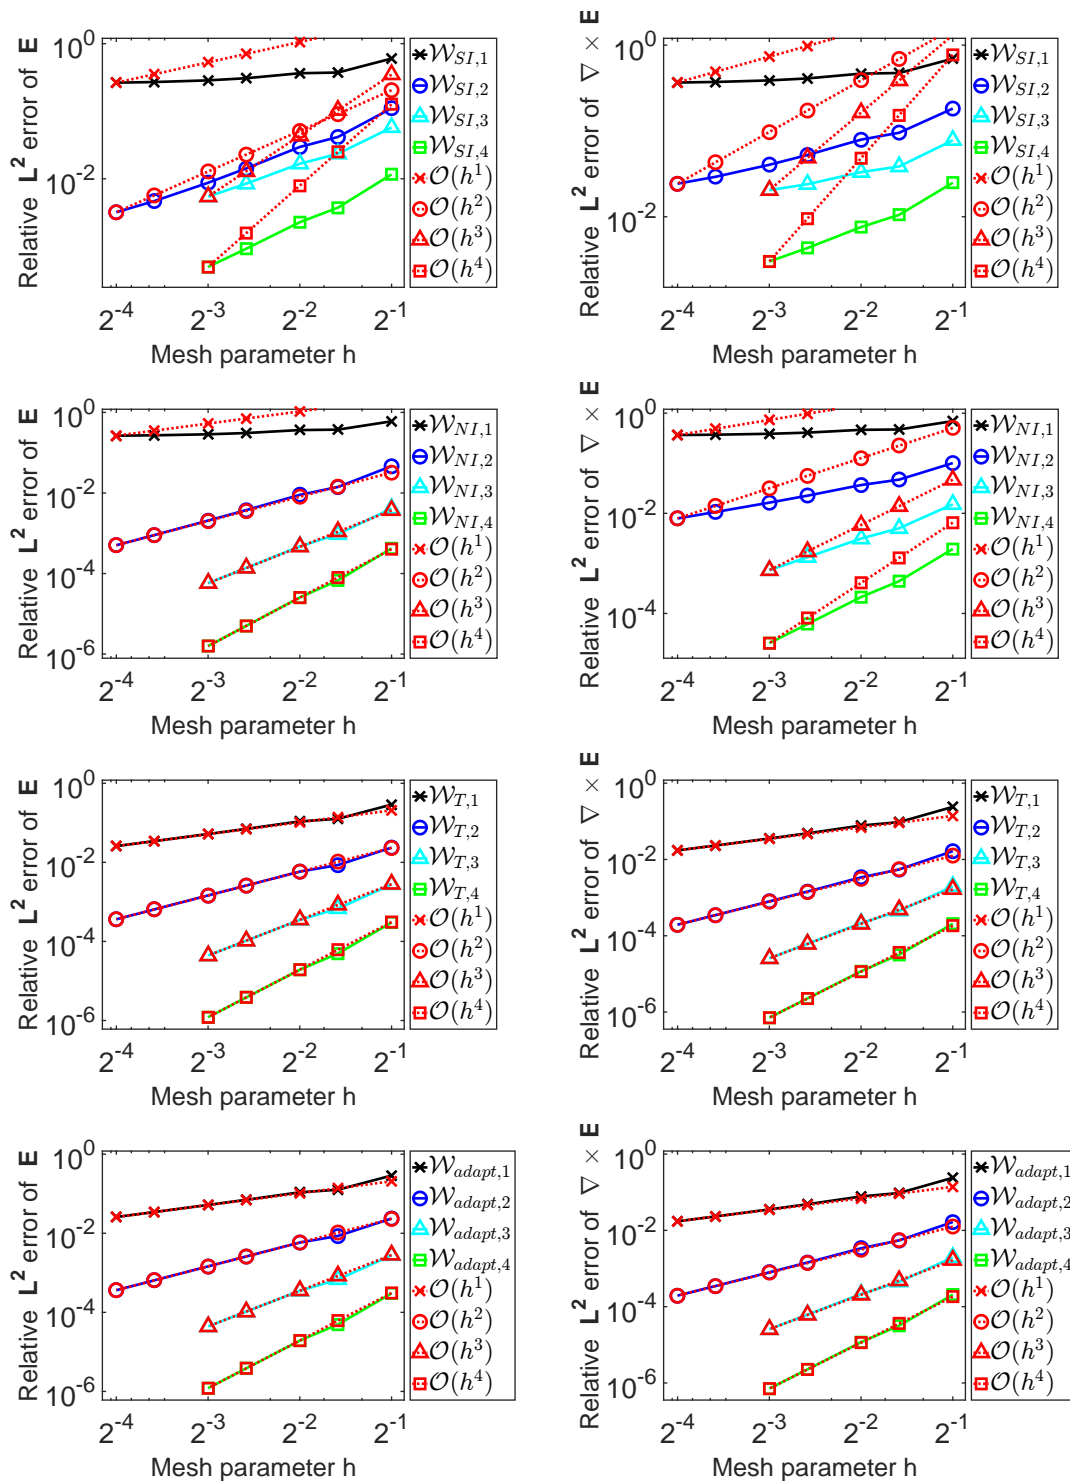 Relative L² error of E
10⁰
10⁻²
2⁻⁴ 2⁻³ 2⁻² 2⁻¹
Mesh parameter h
𝒲_{SI,1}
𝒲_{SI,2}
𝒲_{SI,3}
𝒲_{SI,4}
𝒪(h¹)
𝒪(h²)
𝒪(h³)
𝒪(h⁴)
Relative L² error of ∇ × E
10⁰
10⁻²
2⁻⁴ 2⁻³ 2⁻² 2⁻¹
Mesh parameter h
𝒲_{SI,1}
𝒲_{SI,2}
𝒲_{SI,3}
𝒲_{SI,4}
𝒪(h¹)
𝒪(h²)
𝒪(h³)
𝒪(h⁴)
Relative L² error of E
10⁰
10⁻²
10⁻⁴
10⁻⁶
2⁻⁴ 2⁻³ 2⁻² 2⁻¹
Mesh parameter h
𝒲_{NI,1}
𝒲_{NI,2}
𝒲_{NI,3}
𝒲_{NI,4}
𝒪(h¹)
𝒪(h²)
𝒪(h³)
𝒪(h⁴)
Relative L² error of ∇ × E
10⁰
10⁻²
10⁻⁴
2⁻⁴ 2⁻³ 2⁻² 2⁻¹
Mesh parameter h
𝒲_{NI,1}
𝒲_{NI,2}
𝒲_{NI,3}
𝒲_{NI,4}
𝒪(h¹)
𝒪(h²)
𝒪(h³)
𝒪(h⁴)
Relative L² error of E
10⁰
10⁻²
10⁻⁴
10⁻⁶
2⁻⁴ 2⁻³ 2⁻² 2⁻¹
Mesh parameter h
𝒲_{T,1}
𝒲_{T,2}
𝒲_{T,3}
𝒲_{T,4}
𝒪(h¹)
𝒪(h²)
𝒪(h³)
𝒪(h⁴)
Relative L² error of ∇ × E
10⁰
10⁻²
10⁻⁴
10⁻⁶
2⁻⁴ 2⁻³ 2⁻² 2⁻¹
Mesh parameter h
𝒲_{T,1}
𝒲_{T,2}
𝒲_{T,3}
𝒲_{T,4}
𝒪(h¹)
𝒪(h²)
𝒪(h³)
𝒪(h⁴)
Relative L² error of E
10⁰
10⁻²
10⁻⁴
10⁻⁶
2⁻⁴ 2⁻³ 2⁻² 2⁻¹
Mesh parameter h
𝒲_{adapt,1}
𝒲_{adapt,2}
𝒲_{adapt,3}
𝒲_{adapt,4}
𝒪(h¹)
𝒪(h²)
𝒪(h³)
𝒪(h⁴)
Relative L² error of ∇ × E
10⁰
10⁻²
10⁻⁴
10⁻⁶
2⁻⁴ 2⁻³ 2⁻² 2⁻¹
Mesh parameter h
𝒲_{adapt,1}
𝒲_{adapt,2}
𝒲_{adapt,3}
𝒲_{adapt,4}
𝒪(h¹)
𝒪(h²)
𝒪(h³)
𝒪(h⁴)